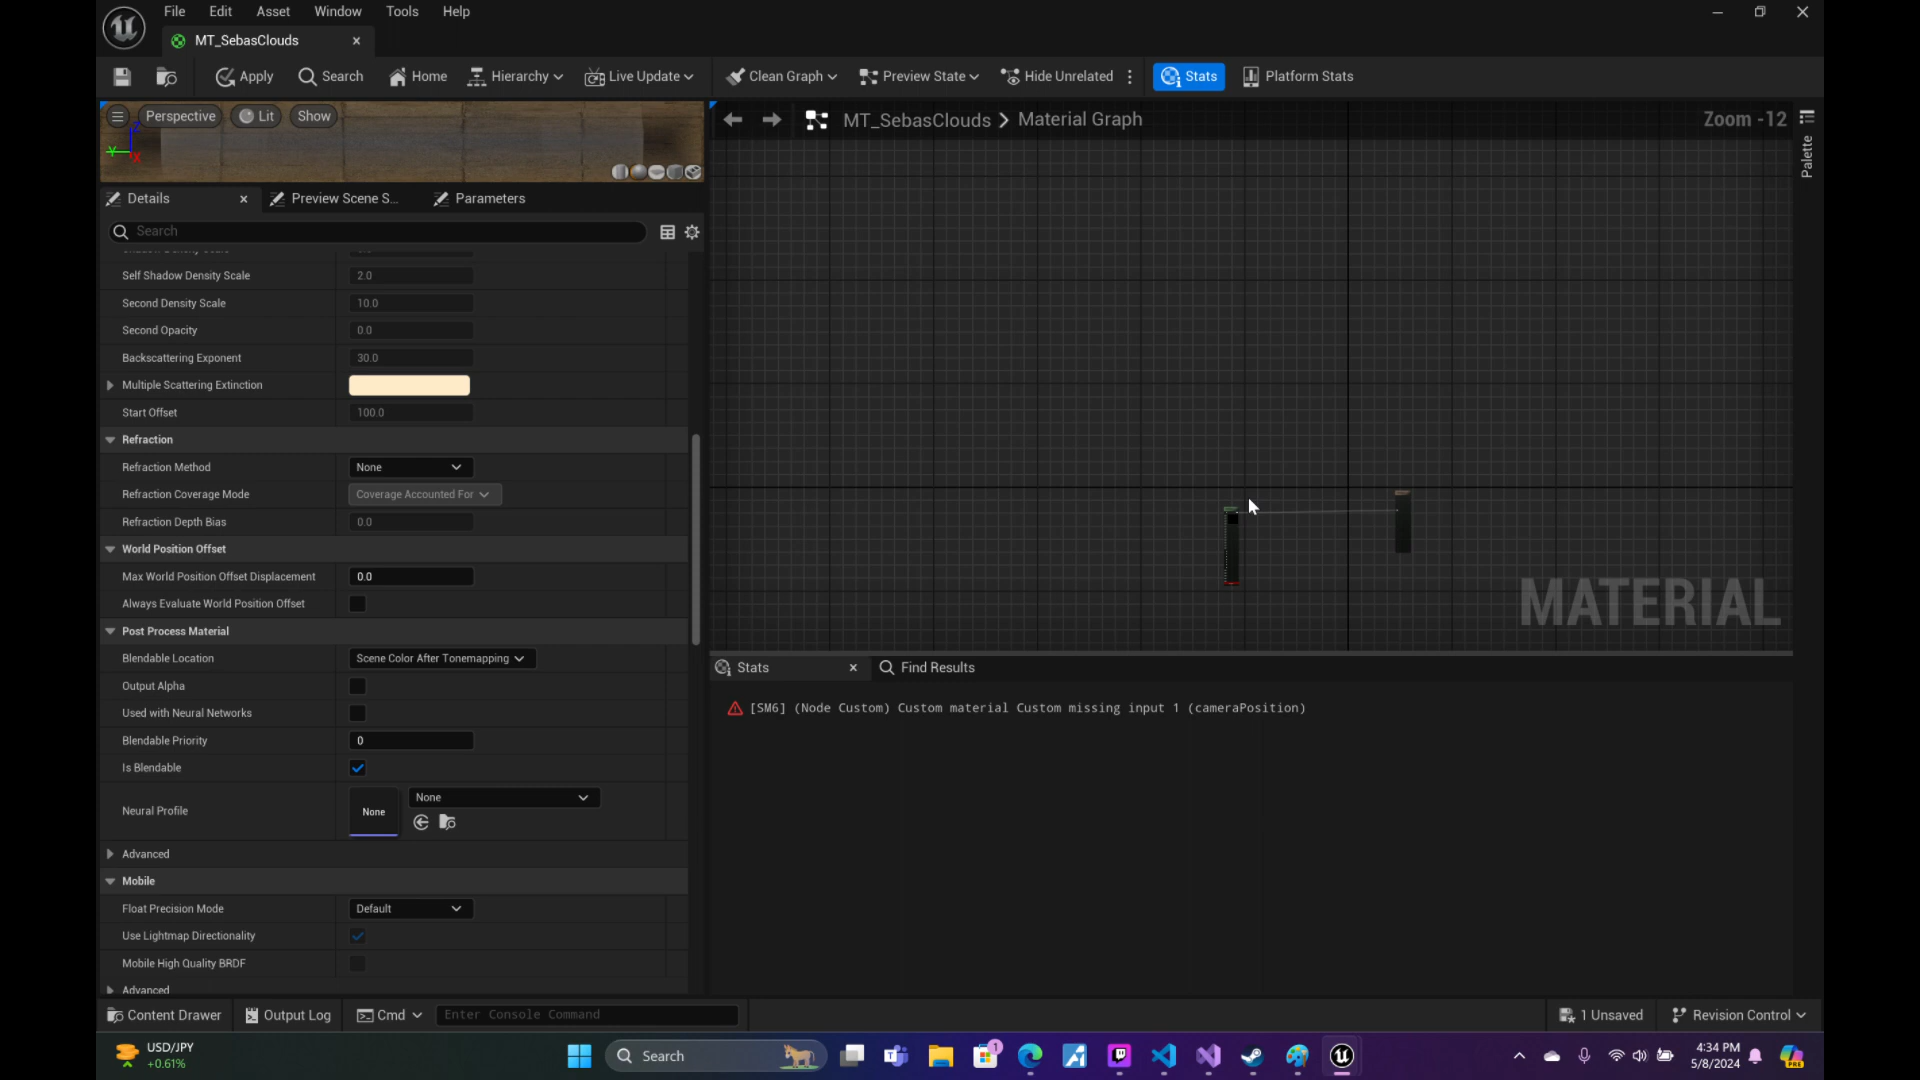 File Edit Asset Window Tools Help
MT_SebasClouds
Apply Search Home Hierarchy Live Update Clean Graph Preview State Hide Unrelated Stats Platform Stats
Perspective Lit Show
MT_SebasClouds Material Graph Zoom -12
Palette
Details Preview Scene S... Parameters
Search
Self Shadow Density Scale 2.0
Second Density Scale 10.0
Second Opacity 0.0
Backscattering Exponent 30.0
Multiple Scattering Extinction
Start Offset 100.0
Refraction
Refraction Method None
Refraction Coverage Mode Coverage Accounted For
Refraction Depth Bias 0.0
World Position Offset
Max World Position Offset Displacement 0.0
Always Evaluate World Position Offset
Post Process Material
Blendable Location Scene Color After Tonemapping
Output Alpha
Used with Neural Networks
Blendable Priority 0
Is Blendable
Neural Profile None None
Advanced
Mobile
Float Precision Mode Default
Use Lightmap Directionality
Mobile High Quality BRDF
Advanced
MATERIAL
Stats Find Results
[SM6] (Node Custom) Custom material Custom missing input 1 (cameraPosition)
Content Drawer Output Log Cmd Enter Console Command 1 Unsaved Revision Control
USD/JPY
+0.61%
Search
1
4:34 PM
5/8/2024
PRE